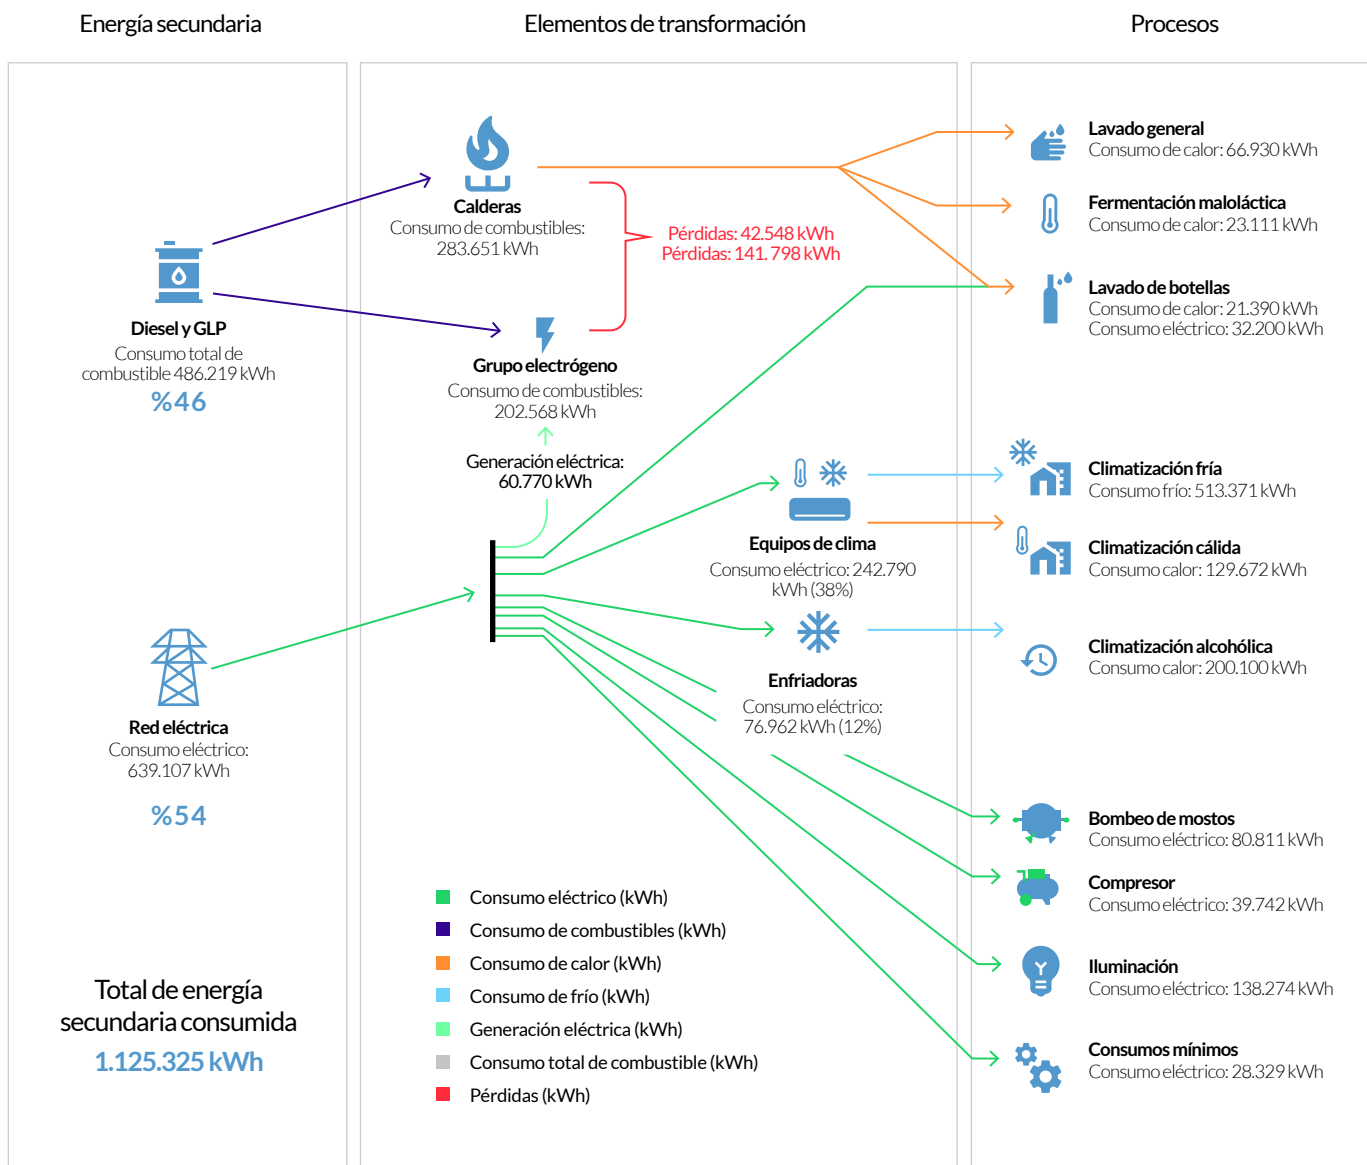 Energía secundaria
Elementos de transformación
Procesos
Diesel y GLP
Consumo total de
combustible 486.219 kWh
%46
Red eléctrica
Consumo eléctrico:
639.107 kWh
%54
Total de energía
secundaria consumida
1.125.325 kWh
Calderas
Consumo de combustibles:
283.651 kWh
Pérdidas: 42.548 kWh
Pérdidas: 141. 798 kWh
Grupo electrógeno
Consumo de combustibles:
202.568 kWh
Generación eléctrica:
60.770 kWh
Equipos de clima
Consumo eléctrico: 242.790
kWh (38%)
Enfriadoras
Consumo eléctrico:
76.962 kWh (12%)
Consumo eléctrico (kWh)
Consumo de combustibles (kWh)
Consumo de calor (kWh)
Consumo de frío (kWh)
Generación eléctrica (kWh)
Consumo total de combustible (kWh)
Pérdidas (kWh)
Lavado general
Consumo de calor: 66.930 kWh
Fermentación maloláctica
Consumo de calor: 23.111 kWh
Lavado de botellas
Consumo de calor: 21.390 kWh
Consumo eléctrico: 32.200 kWh
Climatización fría
Consumo frío: 513.371 kWh
Climatización cálida
Consumo calor: 129.672 kWh
Climatización alcohólica
Consumo calor: 200.100 kWh
Bombeo de mostos
Consumo eléctrico: 80.811 kWh
Compresor
Consumo eléctrico: 39.742 kWh
Iluminación
Consumo eléctrico: 138.274 kWh
Consumos mínimos
Consumo eléctrico: 28.329 kWh